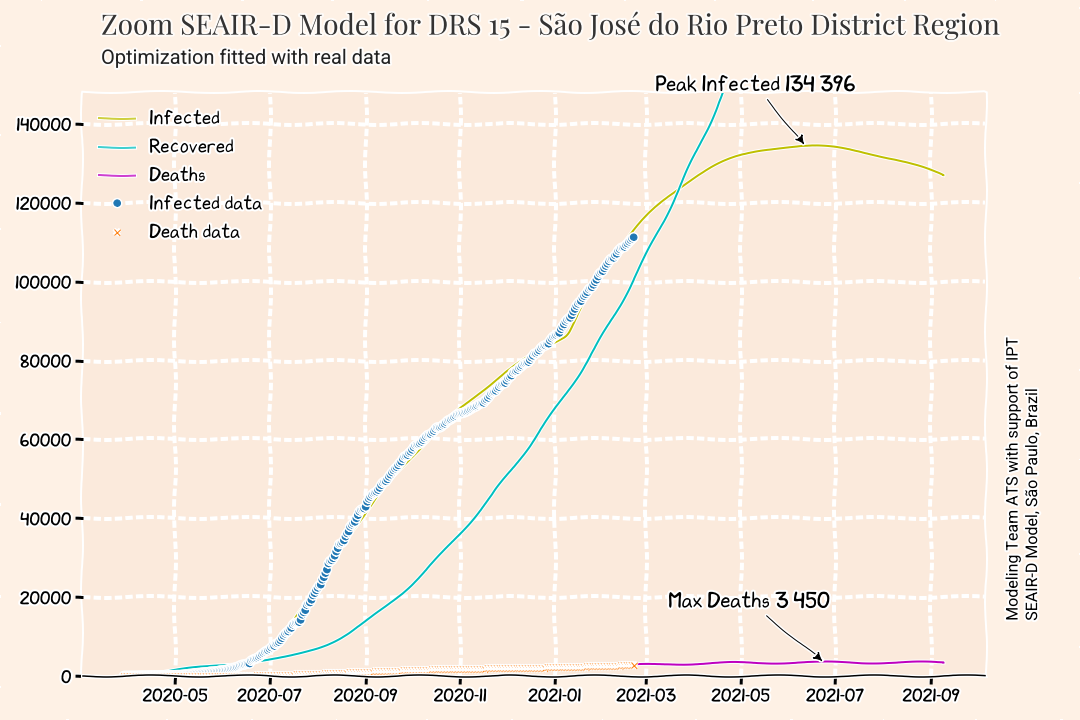 Zoom SEAIR-D Model for DRS 15 - São José do Rio Preto District Region
Optimization fitted with real data
Peak Infected 134 396
Infected
Recovered
Deaths
Infected data
Death data
140000
120000
100000
80000
60000
40000
20000
0
Max Deaths 3 450
2020-05
2020-07
2020-09
2020-11
2021-01
2021-03
2021-05
2021-07
2021-09
Modeling Team ATS with support of IPT
SEAIR-D Model, São Paulo, Brazil